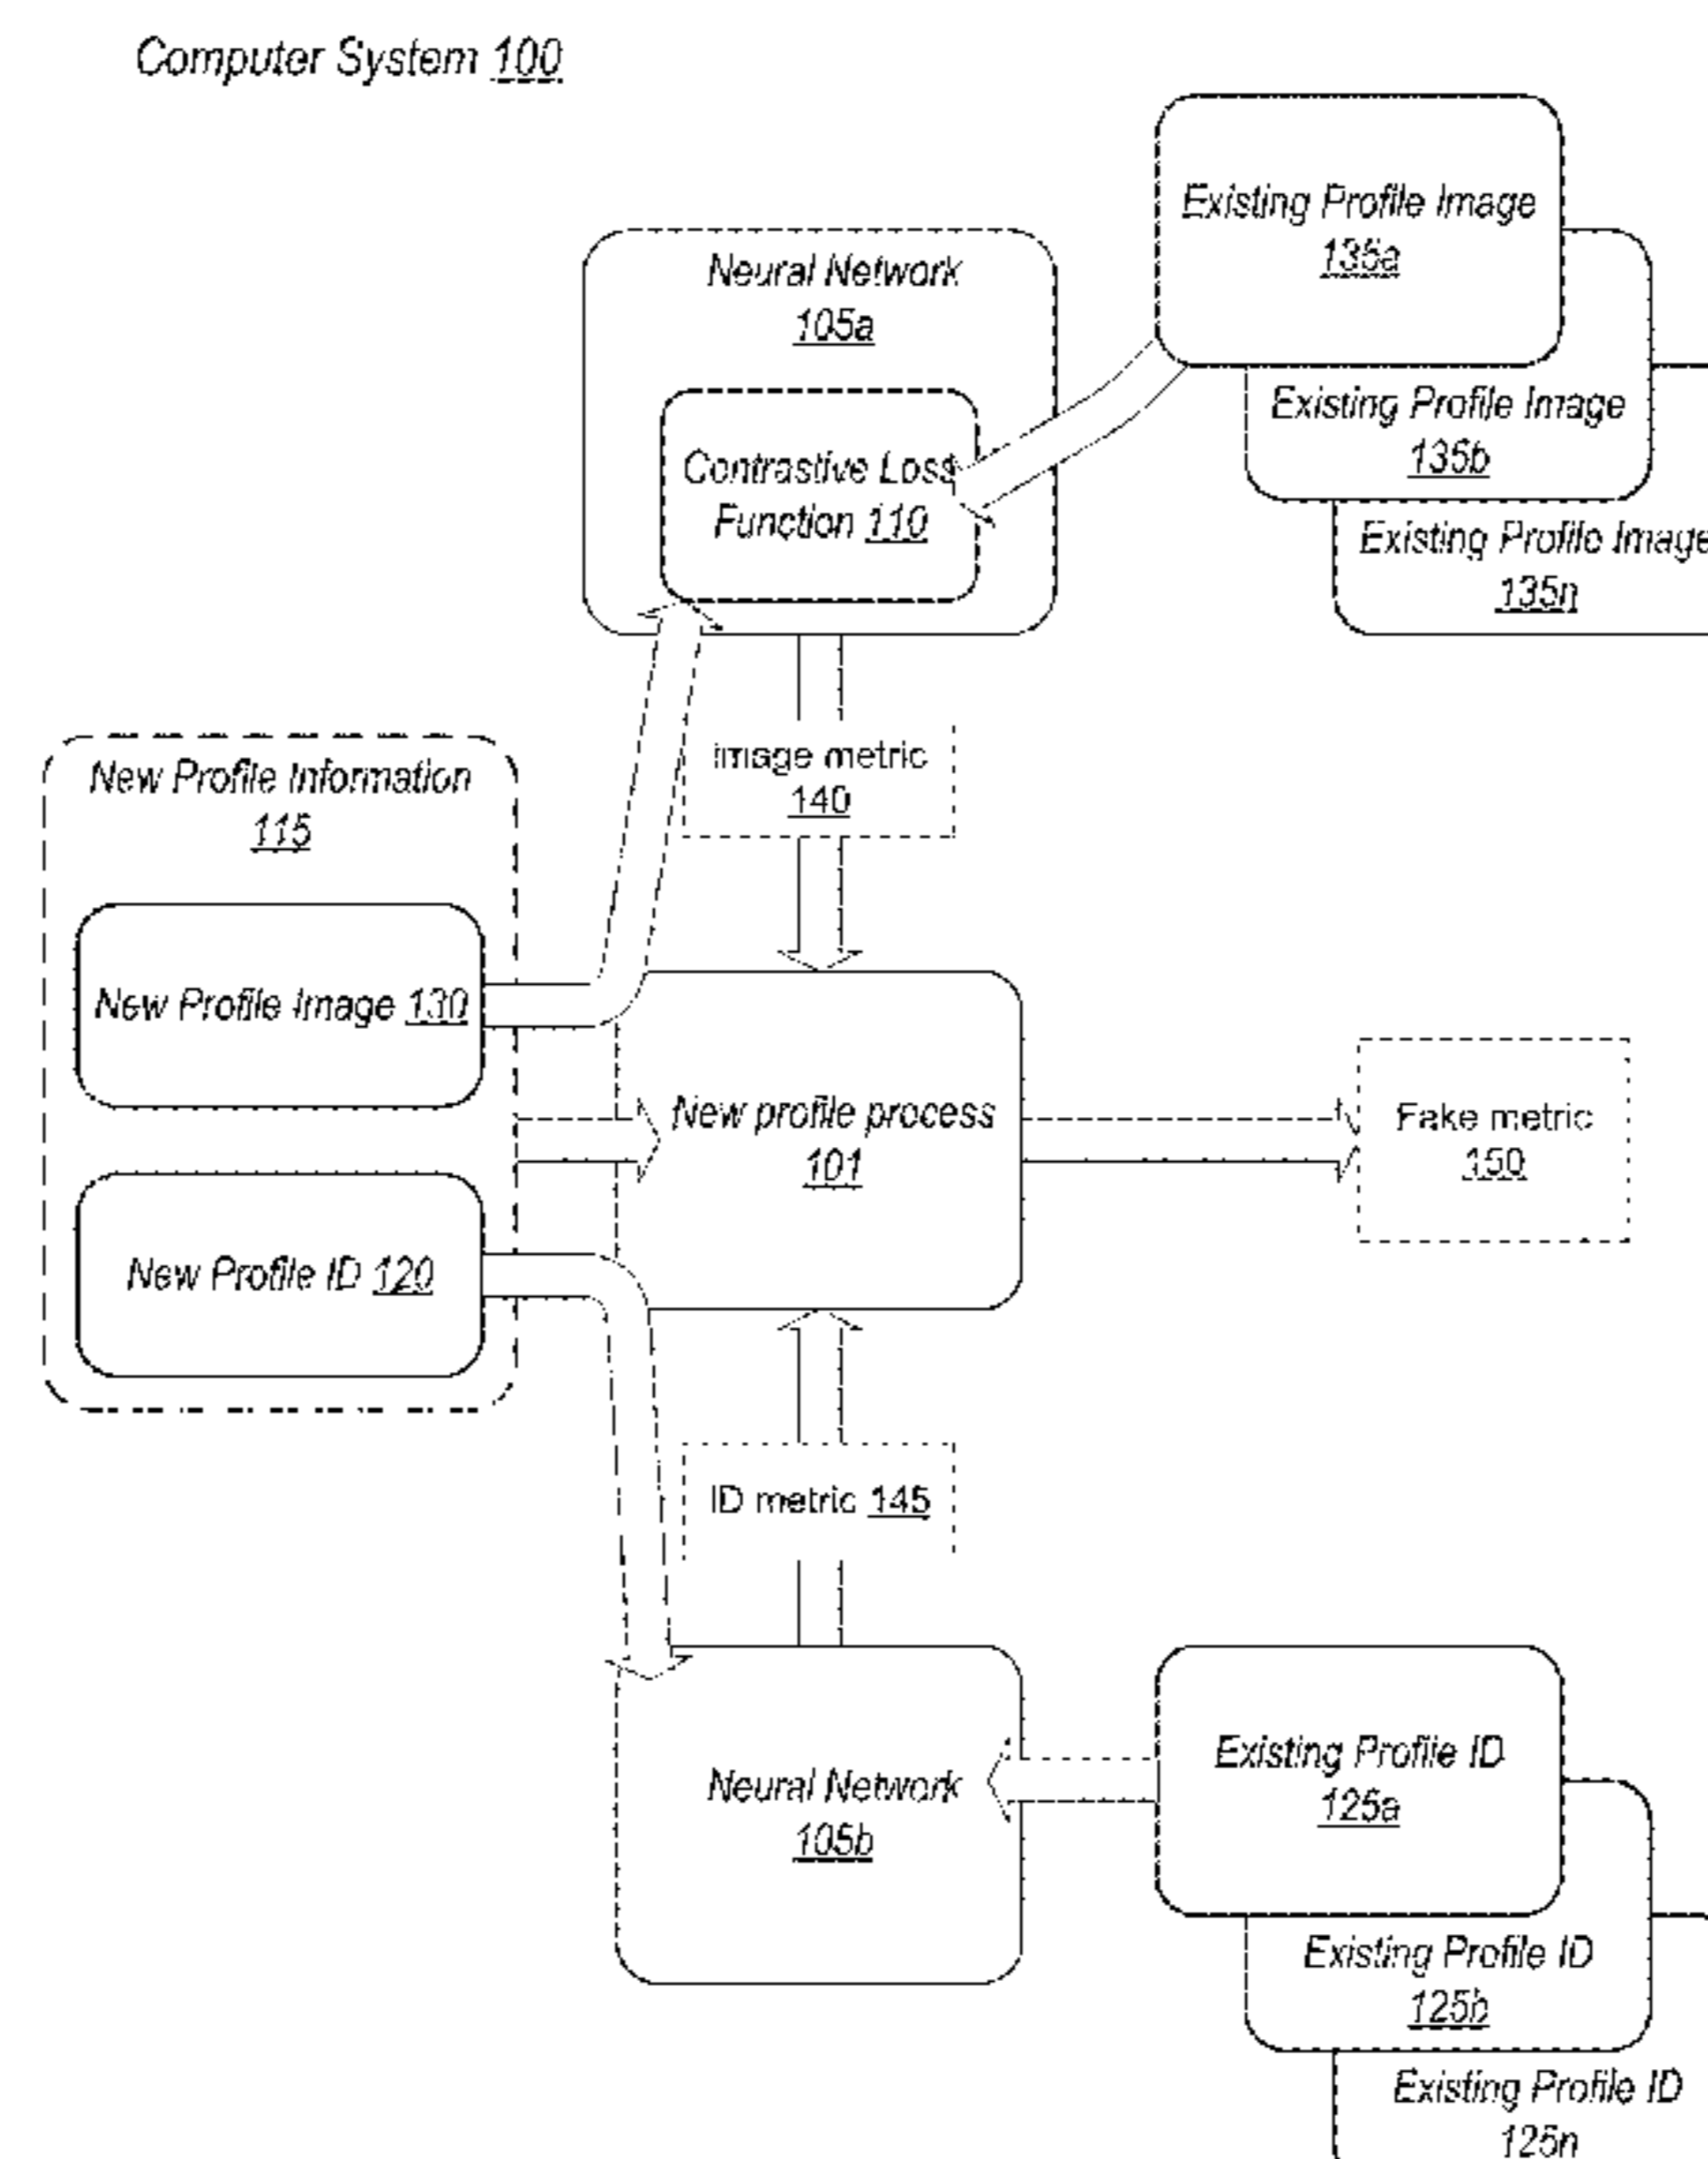 Computer System 100
Existing Profile Image
135a
Neural Network
105a
Existing Profile Image
135b
Contrastive Loss
Function 110
Existing Profile Image
135n
image metric
140
New Profile Information
115
New Profile Image 130
New profile process
101
Fake metric
150
New Profile ID 120
ID metric 145
Existing Profile ID
125a
Neural Network
105b
Existing Profile ID
125b
Existing Profile ID
125n